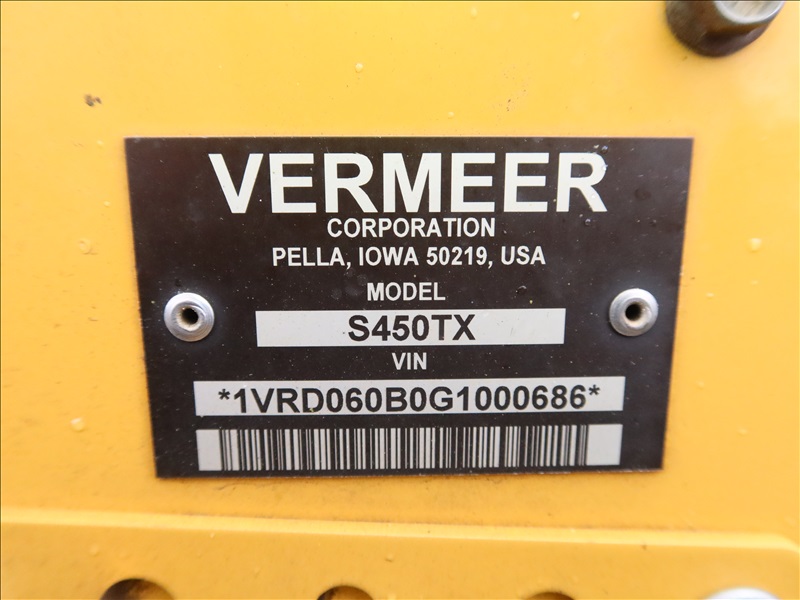 VERMEER
CORPORATION
PELLA, IOWA 50219, USA
MODEL
S450TX
VIN
*1VRD060B0G1000686*